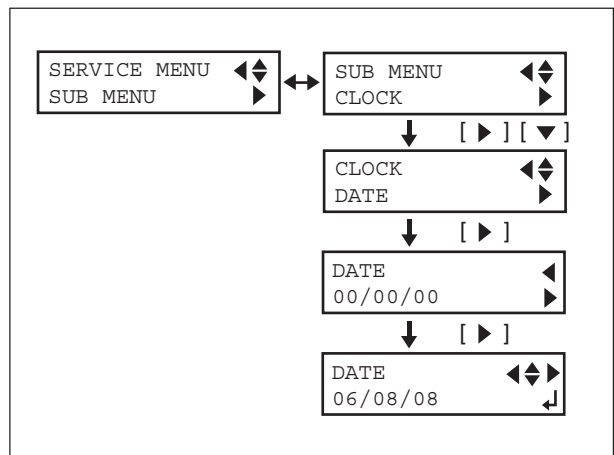 SERVICE MENU ◀◆
SUB MENU ▶
SUB MENU ◀◆
CLOCK ▶
[ ▶ ] [ ▼ ]
CLOCK ◀◆
DATE ▶
[ ▶ ]
DATE ◀
00/00/00 ▶
[ ▶ ]
DATE ◀◆▶
06/08/08 ↵